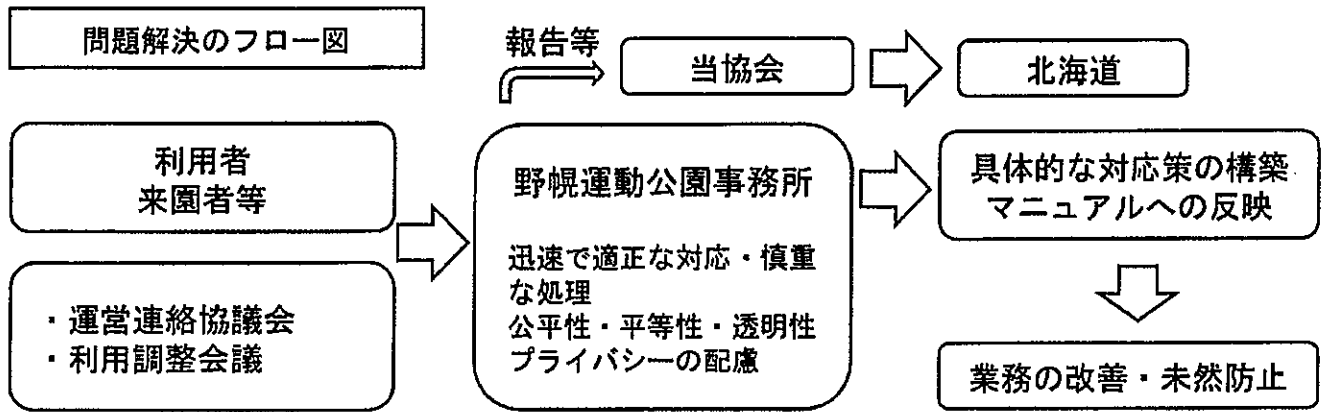 問題解決のフロー図
報告等
当協会
北海道
利用者
来園者等
・運営連絡協議会
・利用調整会議
野幌運動公園事務所
迅速で適正な対応・慎重
な処理
公平性・平等性・透明性
プライバシーの配慮
具体的な対応策の構築
マニュアルへの反映
業務の改善・未然防止